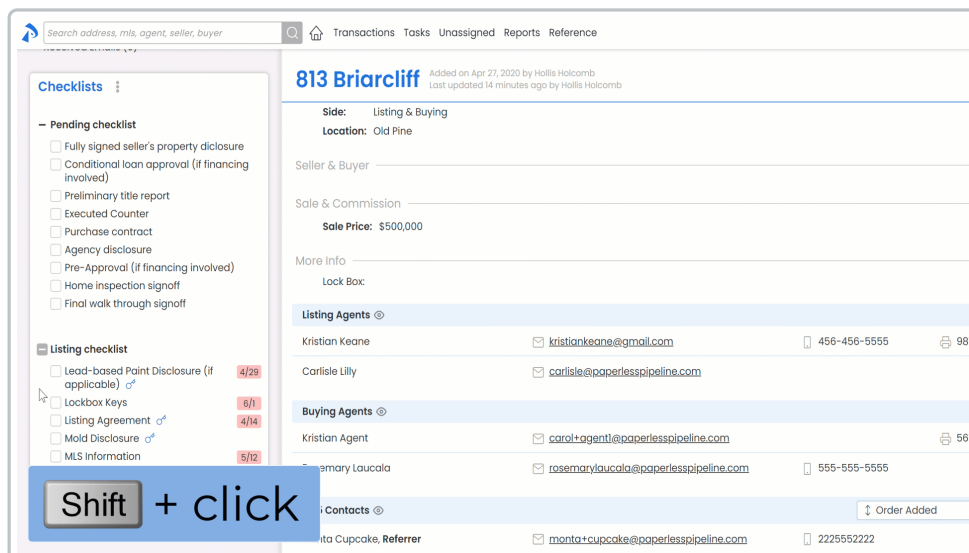 Search address, mls, agent, seller, buyer
Transactions Tasks Unassigned Reports Reference
Checklists
Pending checklist
Fully signed seller's property diclosure
Conditional loan approval (if financing
involved)
Preliminary title report
Executed Counter
Purchase contract
Agency disclosure
Pre-Approval (if financing involved)
Home inspection signoff
Final walk through signoff
Listing checklist
Lead-based Paint Disclosure (if
applicable) 4/29
Lockbox Keys 6/1
Listing Agreement 4/14
Mold Disclosure
MLS Information 5/12
Shift + click
813 Briarcliff
Added on Apr 27, 2020 by Hollis Holcomb
Last updated 14 minutes ago by Hollis Holcomb
Side: Listing & Buying
Location: Old Pine
Seller & Buyer
Sale & Commission
Sale Price: $500,000
More Info
Lock Box:
Listing Agents
Kristian Keane kristiankeane@gmail.com 456-456-5555 98
Carlisle Lilly carlisle@paperlesspipeline.com
Buying Agents
Kristian Agent carol+agent1@paperlesspipeline.com 56
Laucala rosemarylaucala@paperlesspipeline.com 555-555-5555
Contacts Order Added
Cupcake, Referrer monta+cupcake@paperlesspipeline.com 2225552222